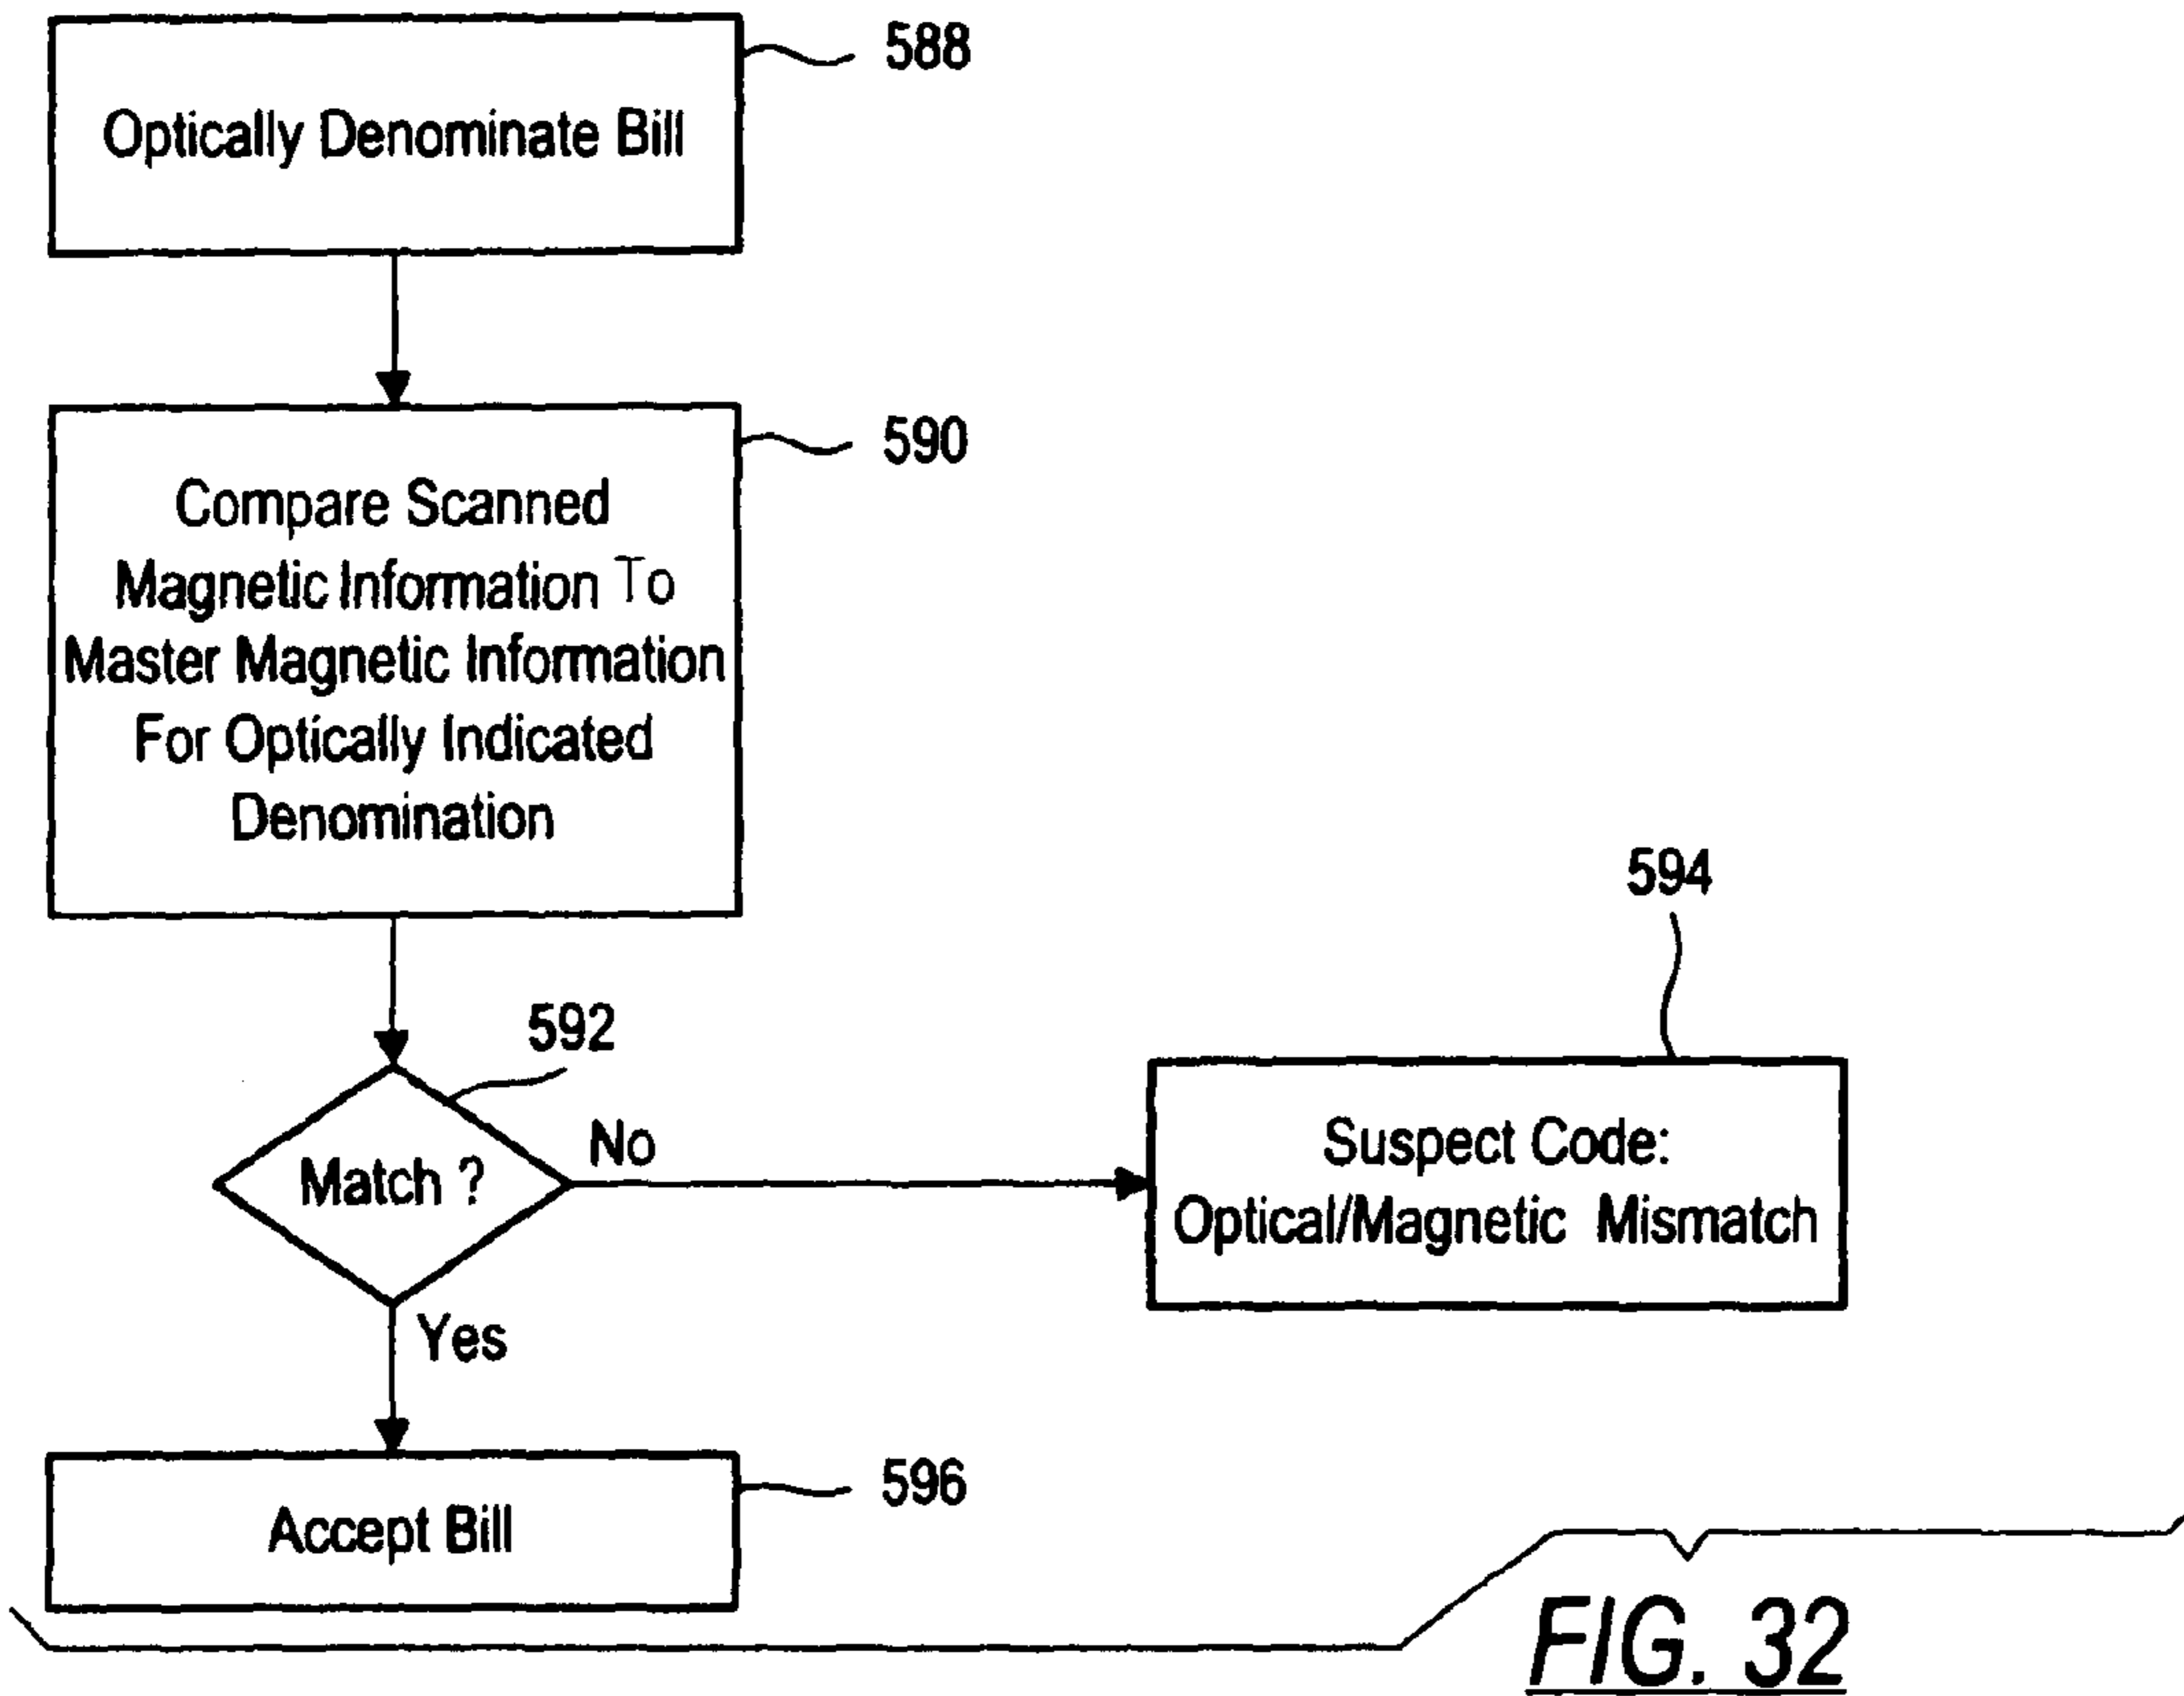 588
Optically Denominate Bill
590
Compare Scanned
Magnetic Information To
Master Magnetic Information
For Optically Indicated
Denomination
594
592
No
Match ?
Suspect Code:
Optical/Magnetic Mismatch
Yes
596
Accept Bill
FIG. 32